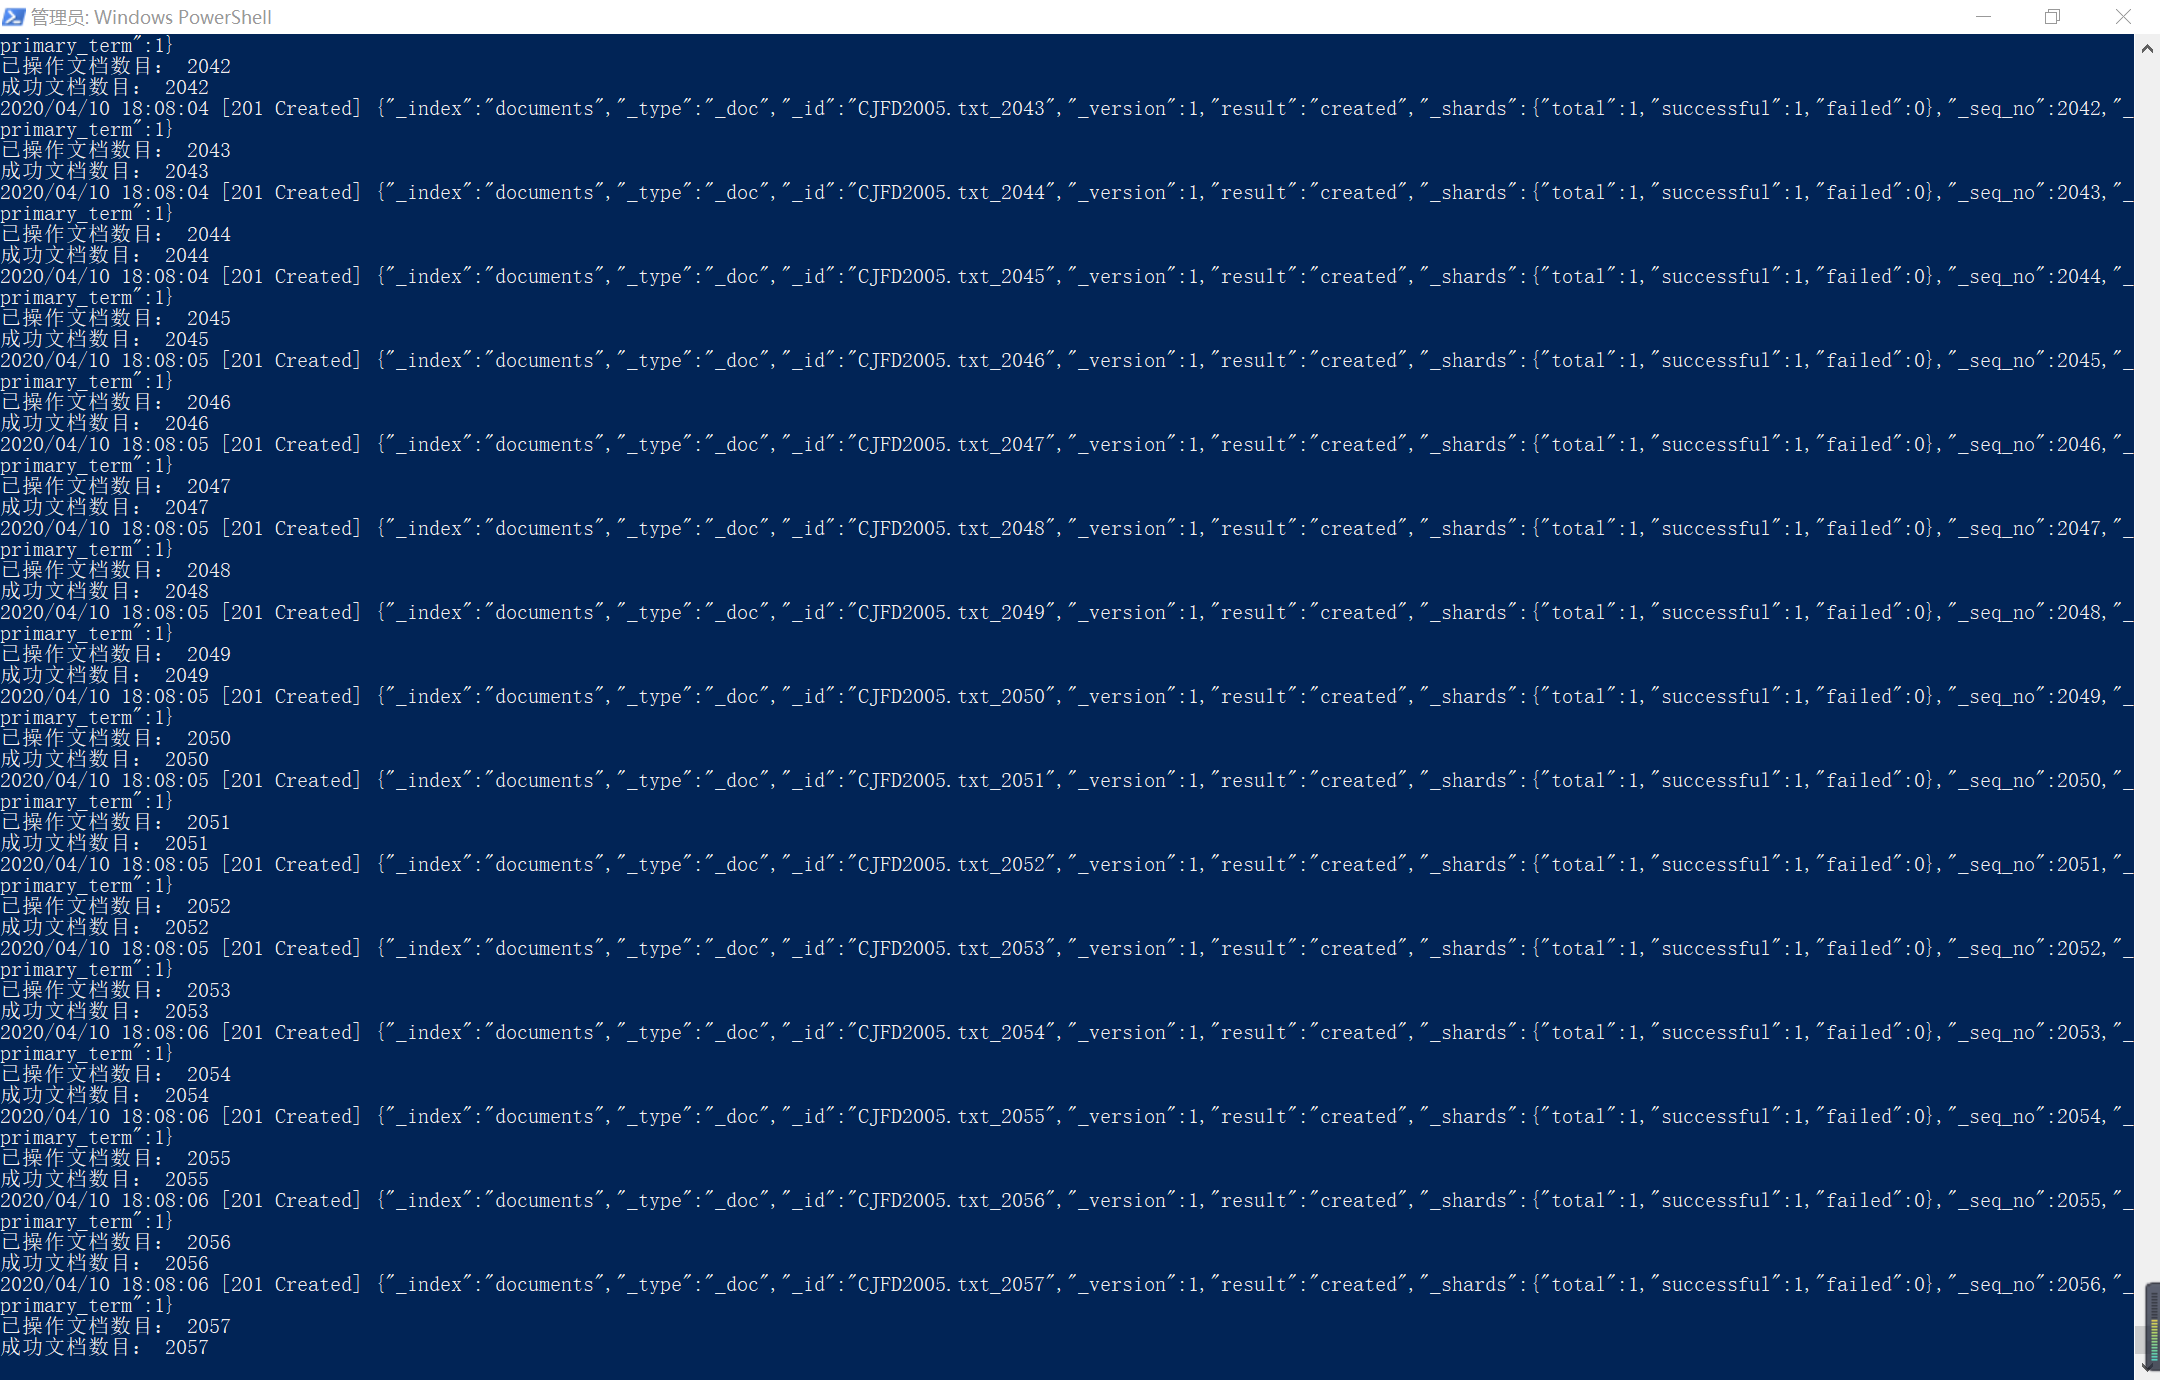 管理员: Windows PowerShell
primary_term":1}
已操作文档数目： 2042
成功文档数目： 2042
2020/04/10 18:08:04 [201 Created] {"_index":"documents","_type":"_doc","_id":"CJFD2005.txt_2043","_version":1,"result":"created","_shards":{"total":1,"successful":1,"failed":0},"_seq_no":2042,"_
primary_term":1}
已操作文档数目： 2043
成功文档数目： 2043
2020/04/10 18:08:04 [201 Created] {"_index":"documents","_type":"_doc","_id":"CJFD2005.txt_2044","_version":1,"result":"created","_shards":{"total":1,"successful":1,"failed":0},"_seq_no":2043,"_
primary_term":1}
已操作文档数目： 2044
成功文档数目： 2044
2020/04/10 18:08:04 [201 Created] {"_index":"documents","_type":"_doc","_id":"CJFD2005.txt_2045","_version":1,"result":"created","_shards":{"total":1,"successful":1,"failed":0},"_seq_no":2044,"_
primary_term":1}
已操作文档数目： 2045
成功文档数目： 2045
2020/04/10 18:08:05 [201 Created] {"_index":"documents","_type":"_doc","_id":"CJFD2005.txt_2046","_version":1,"result":"created","_shards":{"total":1,"successful":1,"failed":0},"_seq_no":2045,"_
primary_term":1}
已操作文档数目： 2046
成功文档数目： 2046
2020/04/10 18:08:05 [201 Created] {"_index":"documents","_type":"_doc","_id":"CJFD2005.txt_2047","_version":1,"result":"created","_shards":{"total":1,"successful":1,"failed":0},"_seq_no":2046,"_
primary_term":1}
已操作文档数目： 2047
成功文档数目： 2047
2020/04/10 18:08:05 [201 Created] {"_index":"documents","_type":"_doc","_id":"CJFD2005.txt_2048","_version":1,"result":"created","_shards":{"total":1,"successful":1,"failed":0},"_seq_no":2047,"_
primary_term":1}
已操作文档数目： 2048
成功文档数目： 2048
2020/04/10 18:08:05 [201 Created] {"_index":"documents","_type":"_doc","_id":"CJFD2005.txt_2049","_version":1,"result":"created","_shards":{"total":1,"successful":1,"failed":0},"_seq_no":2048,"_
primary_term":1}
已操作文档数目： 2049
成功文档数目： 2049
2020/04/10 18:08:05 [201 Created] {"_index":"documents","_type":"_doc","_id":"CJFD2005.txt_2050","_version":1,"result":"created","_shards":{"total":1,"successful":1,"failed":0},"_seq_no":2049,"_
primary_term":1}
已操作文档数目： 2050
成功文档数目： 2050
2020/04/10 18:08:05 [201 Created] {"_index":"documents","_type":"_doc","_id":"CJFD2005.txt_2051","_version":1,"result":"created","_shards":{"total":1,"successful":1,"failed":0},"_seq_no":2050,"_
primary_term":1}
已操作文档数目： 2051
成功文档数目： 2051
2020/04/10 18:08:05 [201 Created] {"_index":"documents","_type":"_doc","_id":"CJFD2005.txt_2052","_version":1,"result":"created","_shards":{"total":1,"successful":1,"failed":0},"_seq_no":2051,"_
primary_term":1}
已操作文档数目： 2052
成功文档数目： 2052
2020/04/10 18:08:05 [201 Created] {"_index":"documents","_type":"_doc","_id":"CJFD2005.txt_2053","_version":1,"result":"created","_shards":{"total":1,"successful":1,"failed":0},"_seq_no":2052,"_
primary_term":1}
已操作文档数目： 2053
成功文档数目： 2053
2020/04/10 18:08:06 [201 Created] {"_index":"documents","_type":"_doc","_id":"CJFD2005.txt_2054","_version":1,"result":"created","_shards":{"total":1,"successful":1,"failed":0},"_seq_no":2053,"_
primary_term":1}
已操作文档数目： 2054
成功文档数目： 2054
2020/04/10 18:08:06 [201 Created] {"_index":"documents","_type":"_doc","_id":"CJFD2005.txt_2055","_version":1,"result":"created","_shards":{"total":1,"successful":1,"failed":0},"_seq_no":2054,"_
primary_term":1}
已操作文档数目： 2055
成功文档数目： 2055
2020/04/10 18:08:06 [201 Created] {"_index":"documents","_type":"_doc","_id":"CJFD2005.txt_2056","_version":1,"result":"created","_shards":{"total":1,"successful":1,"failed":0},"_seq_no":2055,"_
primary_term":1}
已操作文档数目： 2056
成功文档数目： 2056
2020/04/10 18:08:06 [201 Created] {"_index":"documents","_type":"_doc","_id":"CJFD2005.txt_2057","_version":1,"result":"created","_shards":{"total":1,"successful":1,"failed":0},"_seq_no":2056,"_
primary_term":1}
已操作文档数目： 2057
成功文档数目： 2057